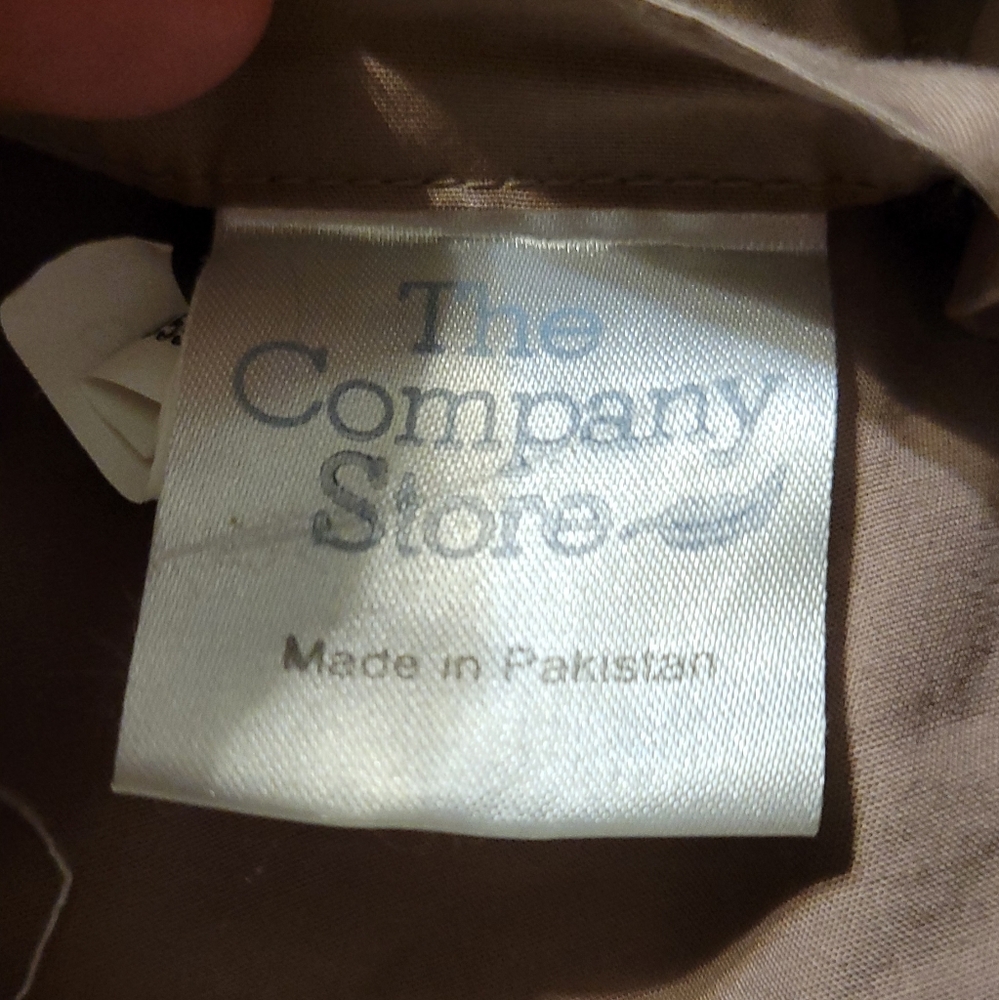 The
Company
Store
Made in Pakistan